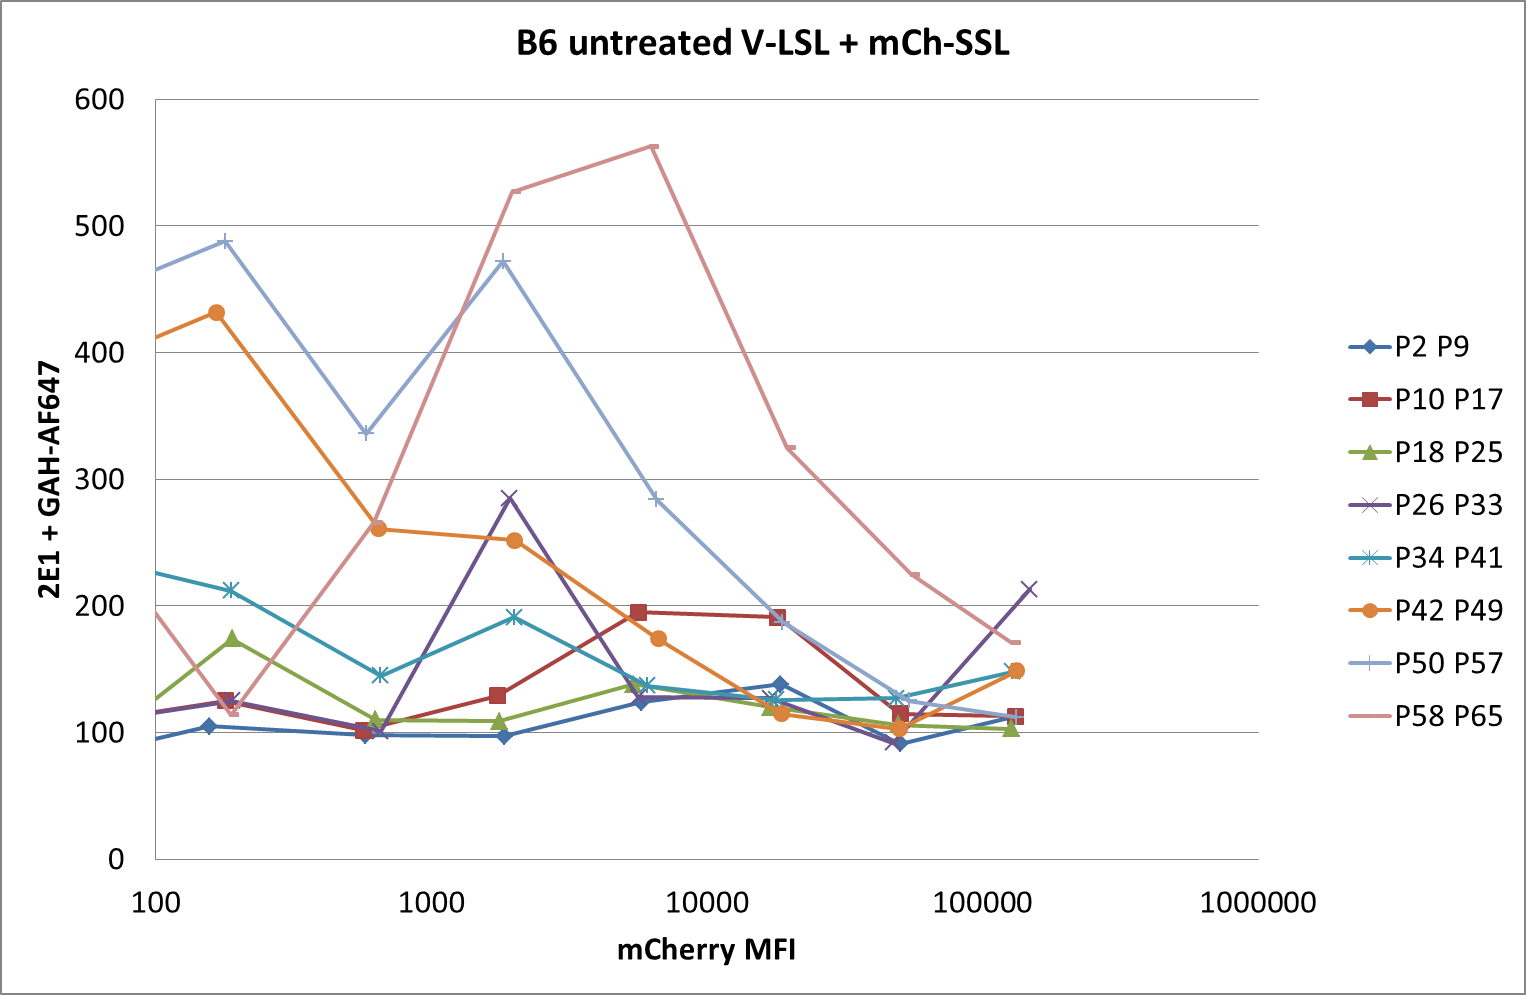 B6 untreated V-LSL + mCh-SSL
600
500
400
300
200
100
0
2E1 + GAH-AF647
100 1000 10000 100000 1000000
mCherry MFI
P2 P9
P10 P17
P18 P25
P26 P33
P34 P41
P42 P49
P50 P57
P58 P65